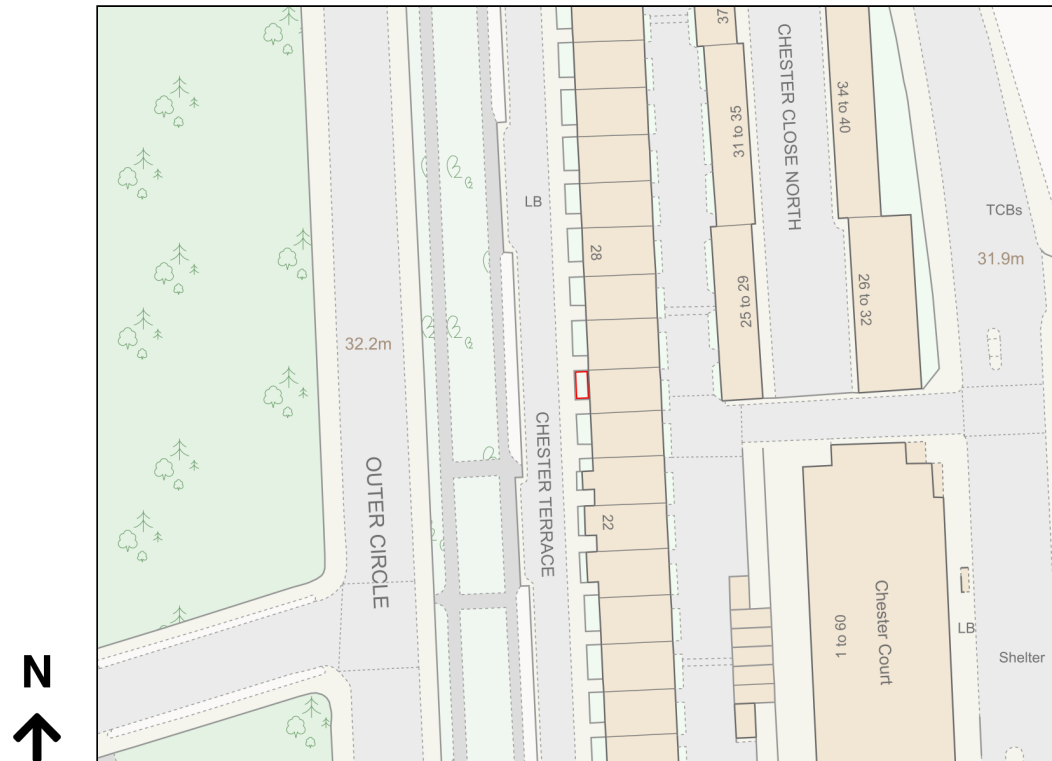 37
CHESTER CLOSE NORTH
34 to 40
31 to 35
LB
TCBs
28
31.9m
25 to 29
26 to 32
32.2m
CHESTER TERRACE
OUTER CIRCLE
22
Chester Court
1 to 60
LB
Shelter
N